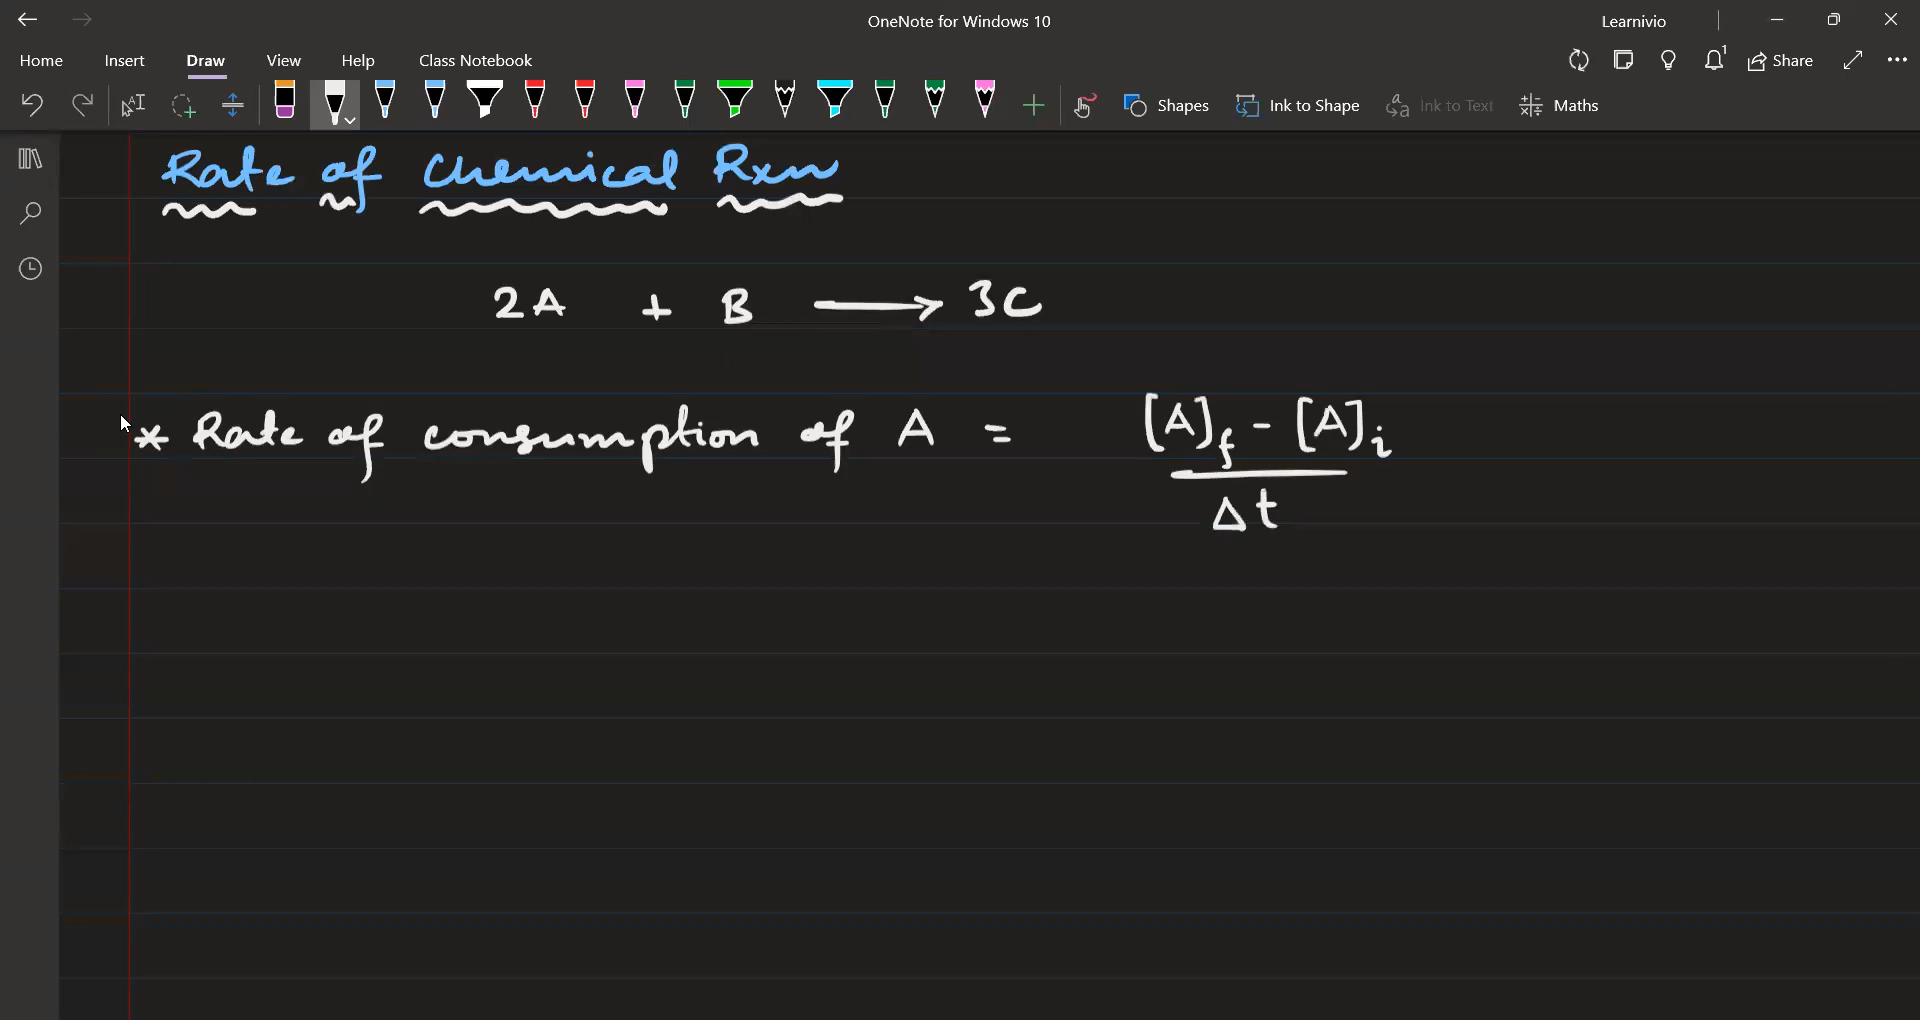 OneNote for Windows 10
Learnivio
Home Insert Draw View Help Class Notebook
1
Share
Shapes Ink to Shape Ink to Text Maths
Rate of Chemical Rxn
2A + B ⟶ 3C
* Rate of consumption of A = [A]f - [A]i
Δt